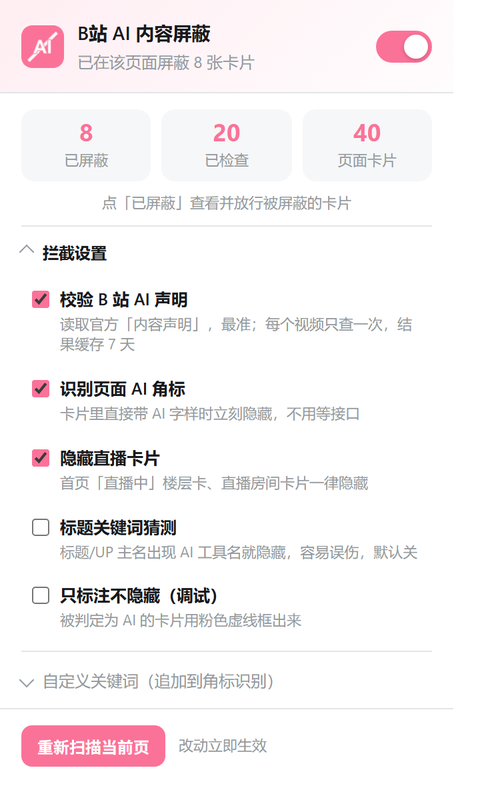 AI
B站 AI 内容屏蔽
已在该页面屏蔽 8 张卡片
8
已屏蔽
20
已检查
40
页面卡片
点「已屏蔽」查看并放行被屏蔽的卡片
拦截设置
校验 B 站 AI 声明
读取官方「内容声明」，最准；每个视频只查一次，结
果缓存 7 天
识别页面 AI 角标
卡片里直接带 AI 字样时立刻隐藏，不用等接口
隐藏直播卡片
首页「直播中」楼层卡、直播房间卡片一律隐藏
标题关键词猜测
标题/UP 主名出现 AI 工具名就隐藏，容易误伤，默认关
只标注不隐藏（调试）
被判定为 AI 的卡片用粉色虚线框出来
自定义关键词（追加到角标识别）
重新扫描当前页
改动立即生效